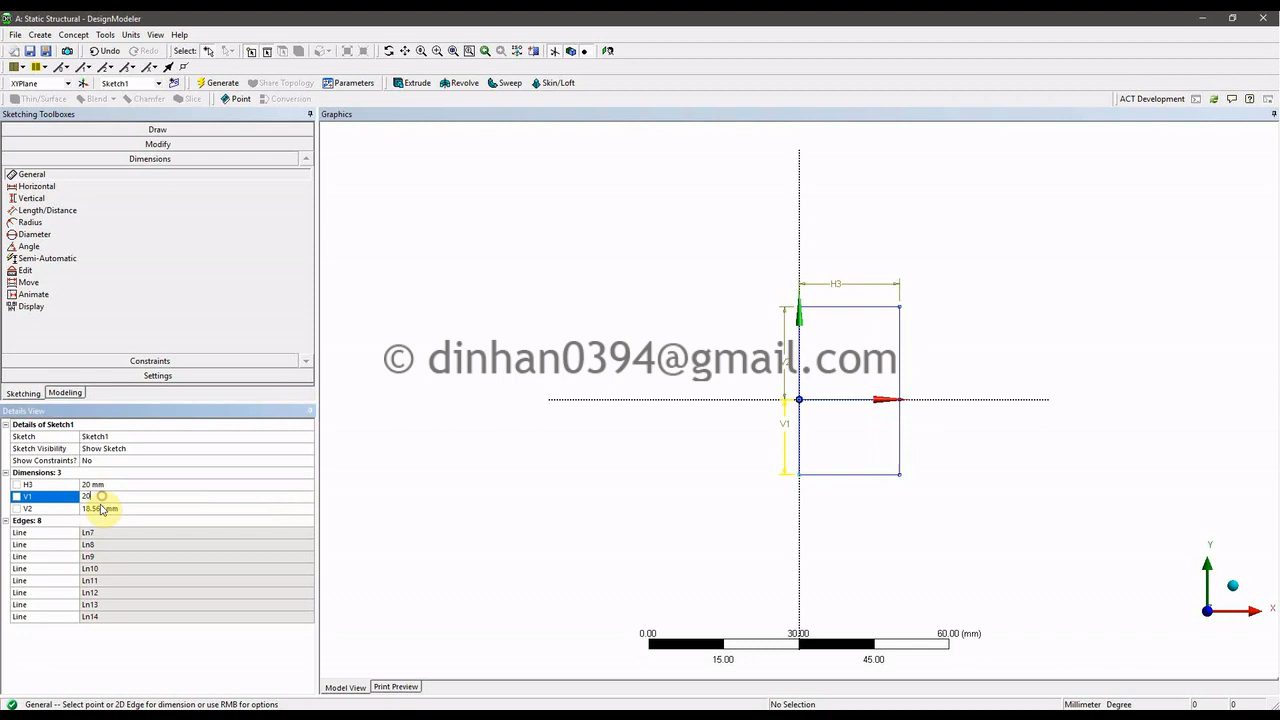 A: Static Structural - DesignModeler
File Create Concept Tools Units View Help
Undo Redo Select:
XYPlane Sketch1 Generate Share Topology Parameters Extrude Revolve Sweep Skin/Loft
Thin/Surface Blend Chamfer Slice Point Conversion ACT Development
Sketching Toolboxes
Draw
Modify
Dimensions
General
Horizontal
Vertical
Length/Distance
Radius
Diameter
Angle
Semi-Automatic
Edit
Move
Animate
Display
Constraints
Settings
Sketching Modeling
Details View
Details of Sketch1
Sketch Sketch1
Sketch Visibility Show Sketch
Show Constraints? No
Dimensions: 3
H3 20 mm
V1 20
V2 mm
Edges: 8
Line Ln7
Line Ln8
Line Ln9
Line Ln10
Line Ln11
Line Ln12
Line Ln13
Line Ln14
Graphics
H3
© dinhan0394@gmail.com
V1
Y
X
0.00 30.00 60.00 (mm)
15.00 45.00
Model View Print Preview
General -- Select point or 2D Edge for dimension or use RMB for options No Selection Millimeter Degree 0 0